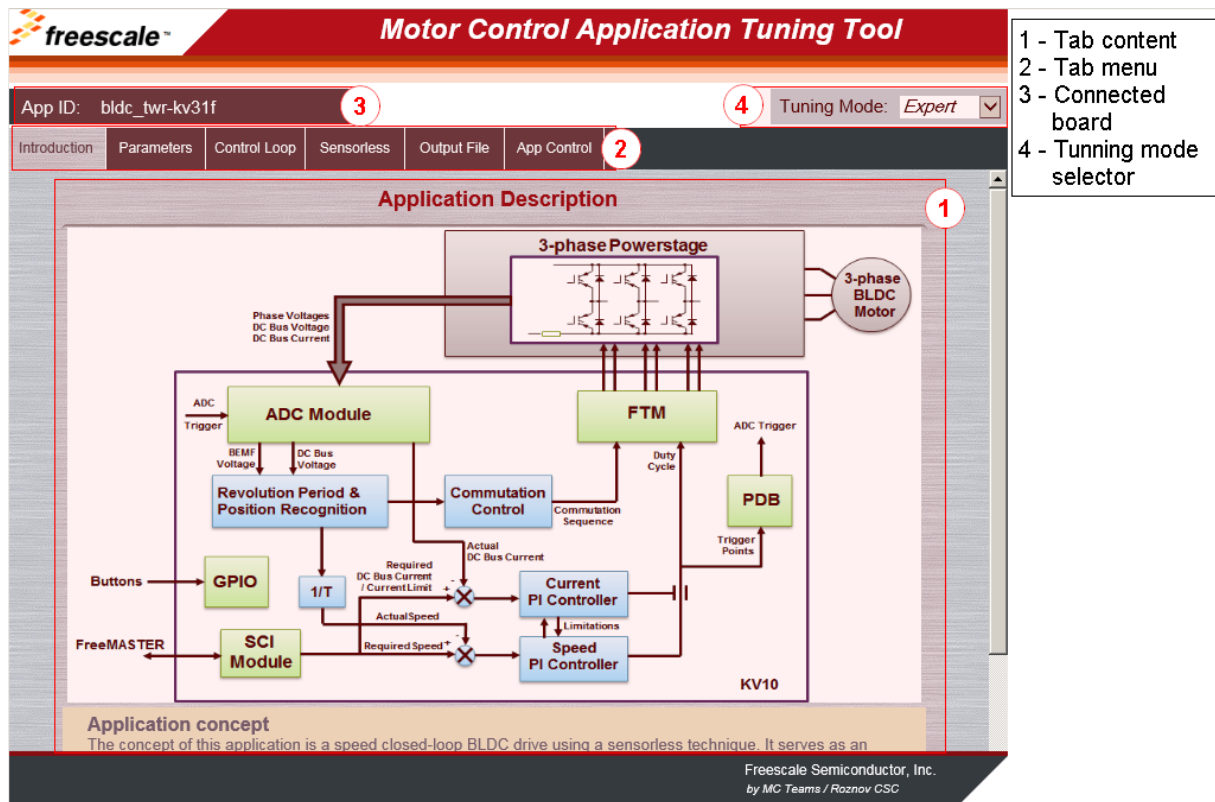 freescale™
Motor Control Application Tuning Tool
1 - Tab content
2 - Tab menu
3 - Connected
board
4 - Tunning mode
selector
App ID: bldc_twr-kv31f
3
4
Tuning Mode: Expert
Introduction
Parameters
Control Loop
Sensorless
Output File
App Control
2
Application Description
1
3-phase Powerstage
3-phase
BLDC
Motor
Phase Voltages
DC Bus Voltage
DC Bus Current
ADC
Trigger
ADC Module
FTM
ADC Trigger
BEMF
Voltage
DC Bus
Voltage
Duty
Cycle
Revolution Period &
Position Recognition
Commutation
Control
Commutation
Sequence
PDB
Trigger
Points
Actual
DC Bus Current
Required
DC Bus Current
/ Current Limit
+
-
Buttons
GPIO
1/T
Current
PI Controller
Actual Speed
Limitations
FreeMASTER
SCI
Module
Required Speed
+
-
Speed
PI Controller
KV10
Application concept
The concept of this application is a speed closed-loop BLDC drive using a sensorless technique. It serves as an
Freescale Semiconductor, Inc.
by MC Teams / Roznov CSC